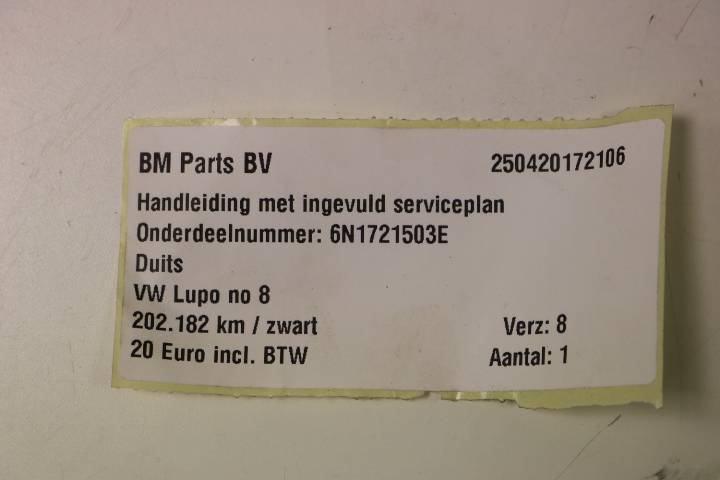 BM Parts BV 250420172106
Handleiding met ingevuld serviceplan
Onderdeelnummer: 6N1721503E
Duits
VW Lupo no 8
202.182 km / zwart Verz: 8
20 Euro incl. BTW Aantal: 1